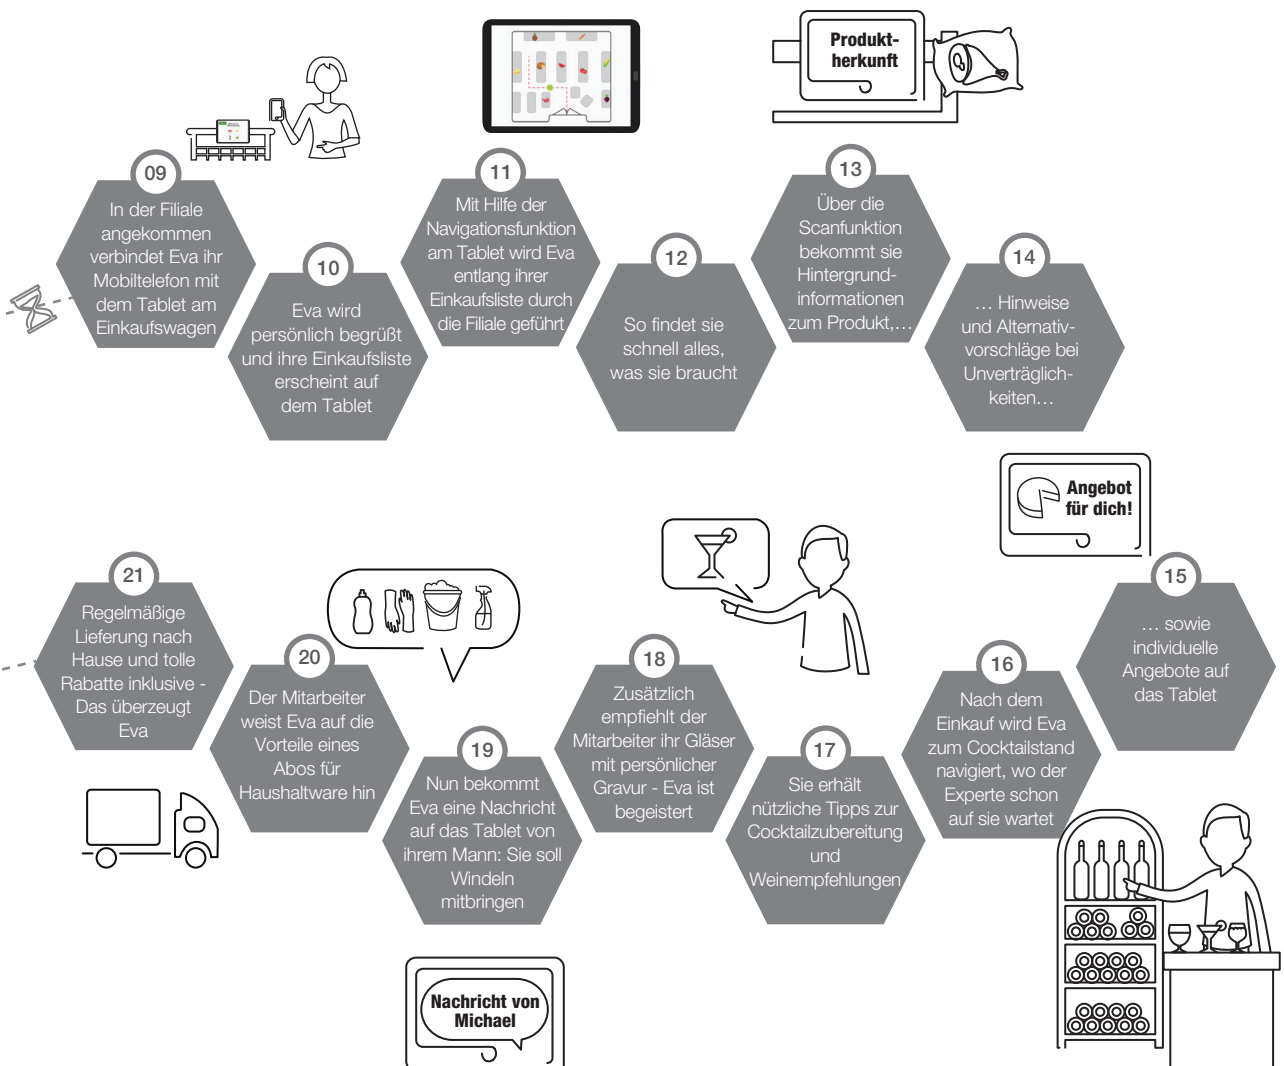 Produkt-
herkunft
09
In der Filiale
angekommen
verbindet Eva ihr
Mobiltelefon mit
dem Tablet am
Einkaufswagen
10
Eva wird
persönlich begrüßt
und ihre Einkaufsliste
erscheint auf
dem Tablet
11
Mit Hilfe der
Navigationsfunktion
am Tablet wird Eva
entlang ihrer
Einkaufsliste durch
die Filiale geführt
12
So findet sie
schnell alles,
was sie braucht
13
Über die
Scanfunktion
bekommt sie
Hintergrund-
informationen
zum Produkt,…
14
… Hinweise
und Alternativ-
vorschläge bei
Unverträglich-
keiten…
Angebot
für dich!
15
… sowie
individuelle
Angebote auf
das Tablet
16
Nach dem
Einkauf wird Eva
zum Cocktailstand
navigiert, wo der
Experte schon
auf sie wartet
17
Sie erhält
nützliche Tipps zur
Cocktailzubereitung
und
Weinempfehlungen
18
Zusätzlich
empfiehlt der
Mitarbeiter ihr Gläser
mit persönlicher
Gravur - Eva ist
begeistert
19
Nun bekommt
Eva eine Nachricht
auf das Tablet von
ihrem Mann: Sie soll
Windeln
mitbringen
Nachricht von
Michael
20
Der Mitarbeiter
weist Eva auf die
Vorteile eines
Abos für
Haushaltware hin
21
Regelmäßige
Lieferung nach
Hause und tolle
Rabatte inklusive -
Das überzeugt
Eva